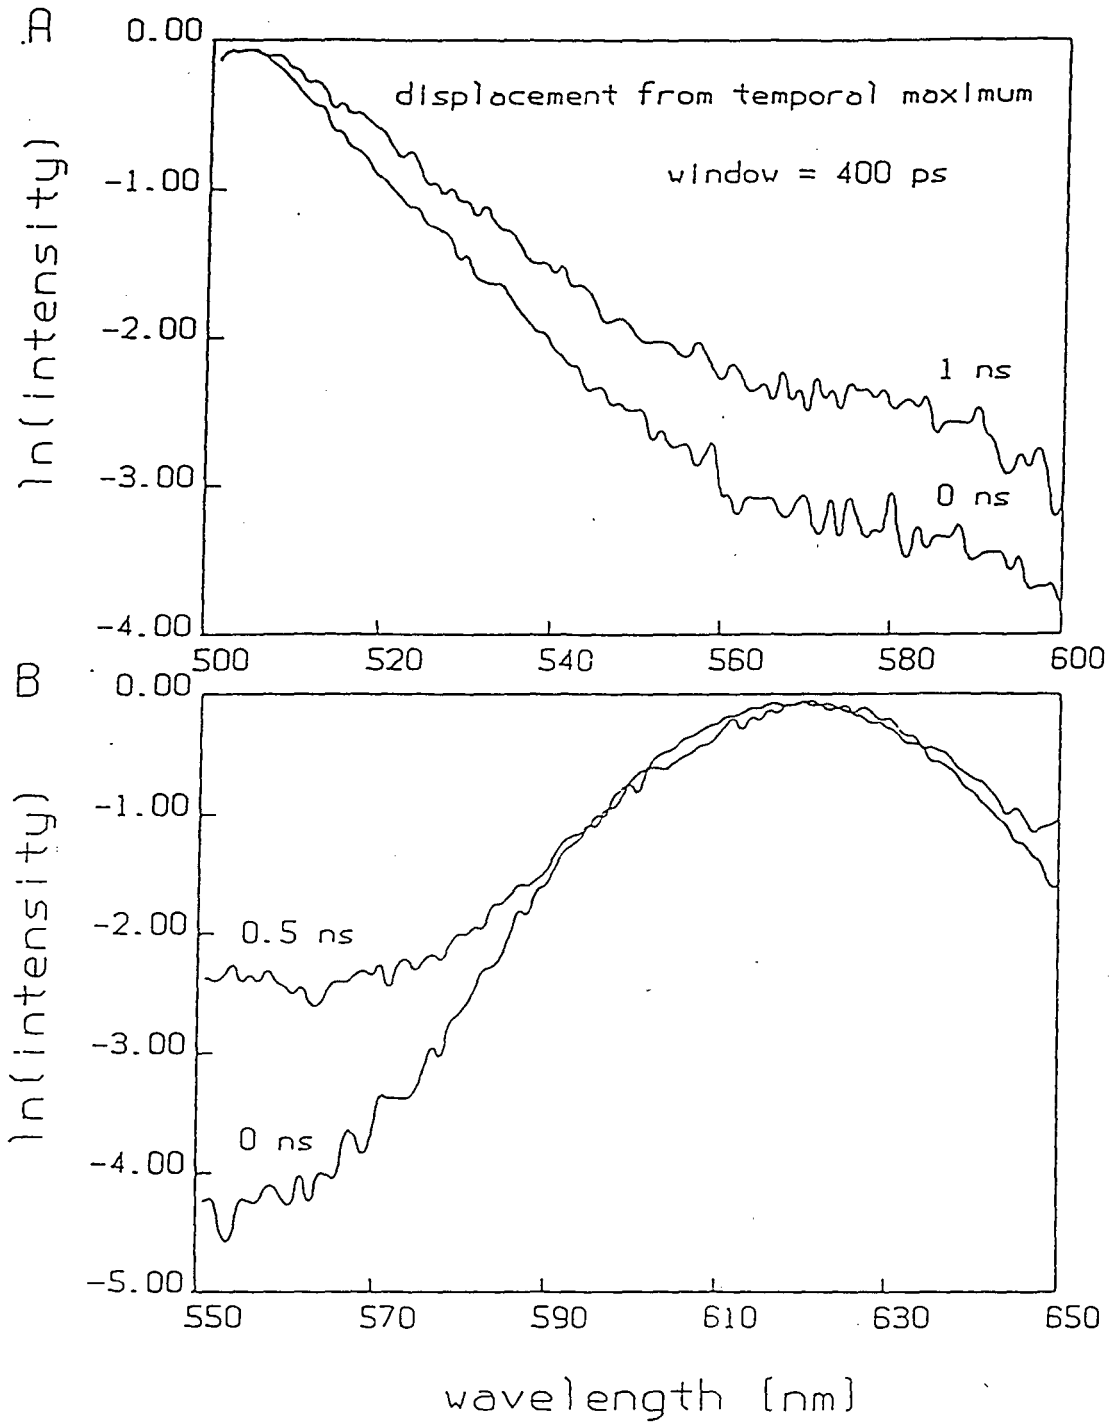 A
0.00
displacement from temporal maximum
window = 400 ps
-1.00
-2.00
-3.00
-4.00
ln(intensity)
1 ns
0 ns
500 520 540 560 580 600
B
0.00
-1.00
-2.00
-3.00
-4.00
-5.00
ln(intensity)
0.5 ns
0 ns
550 570 590 610 630 650
wavelength [nm]